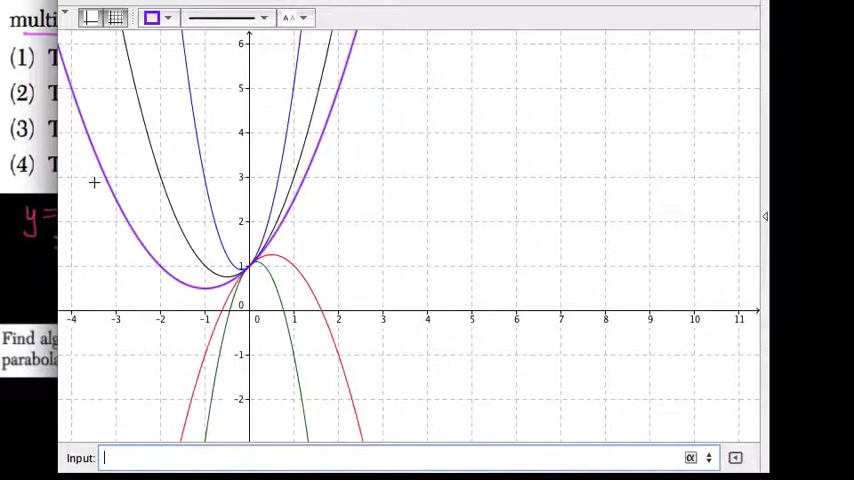 multi
(1) T
(2) T
(3) T
(4) T
y=
Find alg
parabola
A A
6
5
4
3
2
1
0
-1
-2
-4 -3 -2 -1 0 1 2 3 4 5 6 7 8 9 10 11
Input:
α